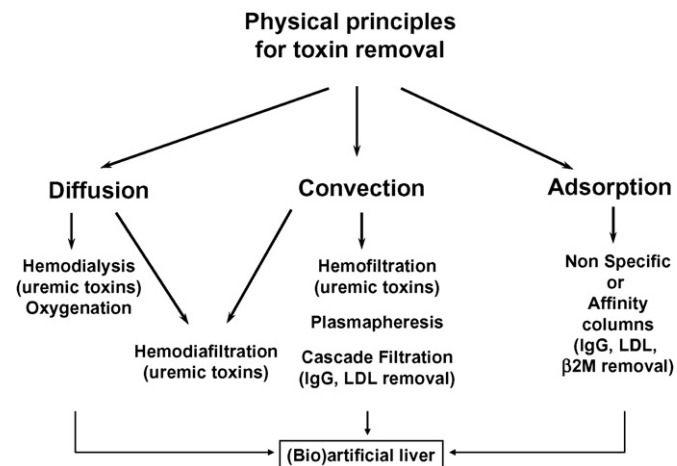 Physical principles
for toxin removal
Diffusion
Convection
Adsorption
Hemodialysis
(uremic toxins)
Oxygenation
Hemodiafiltration
(uremic toxins)
Hemofiltration
(uremic toxins)
Plasmapheresis
Cascade Filtration
(IgG, LDL removal)
Non Specific
or
Affinity
columns
(IgG, LDL,
β2M removal)
(Bio)artificial liver